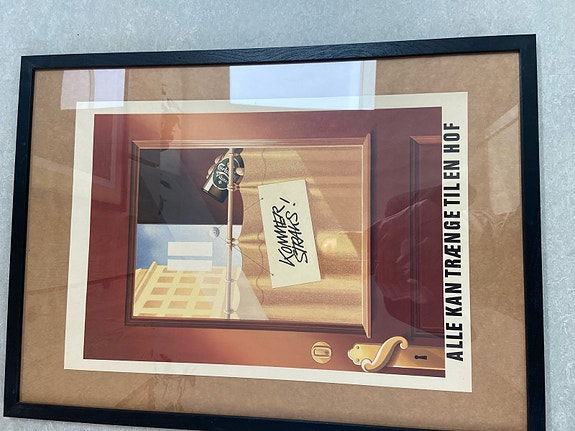 KOMMER
STRAKS!
ALLE KAN TRÆNGE TIL EN HOF